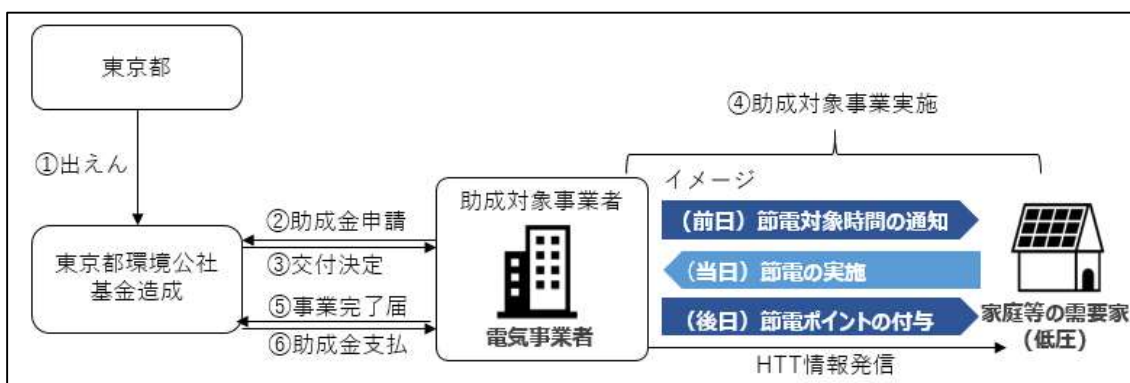 東京都
①出えん
東京都環境公社
基金造成
②助成金申請
③交付決定
⑤事業完了届
⑥助成金支払
助成対象事業者
電気事業者
④助成対象事業実施
イメージ
（前日）節電対象時間の通知
（当日）節電の実施
（後日）節電ポイントの付与
HTT情報発信
家庭等の需要家
(低圧)